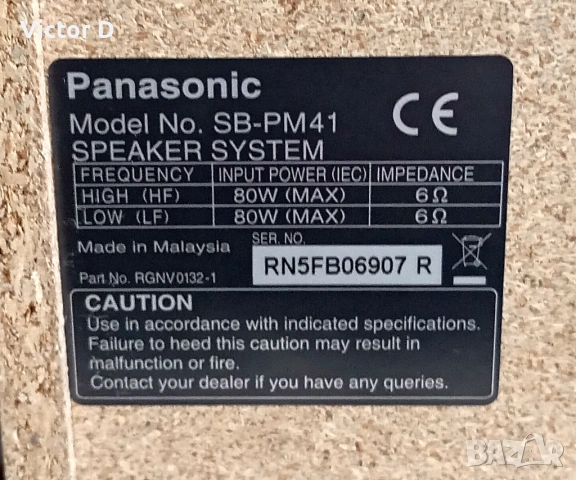 Victor D
Panasonic
Model No. SB-PM41
SPEAKER SYSTEM
CE
FREQUENCY INPUT POWER (IEC) IMPEDANCE
HIGH (HF) 80W (MAX) 6Ω
LOW (LF) 80W (MAX) 6Ω
Made in Malaysia
SER. NO.
RN5FB06907 R
Part No. RGNV0132-1
CAUTION
Use in accordance with indicated specifications.
Failure to heed this caution may result in
malfunction or fire.
Contact your dealer if you have any queries.
BAZAR